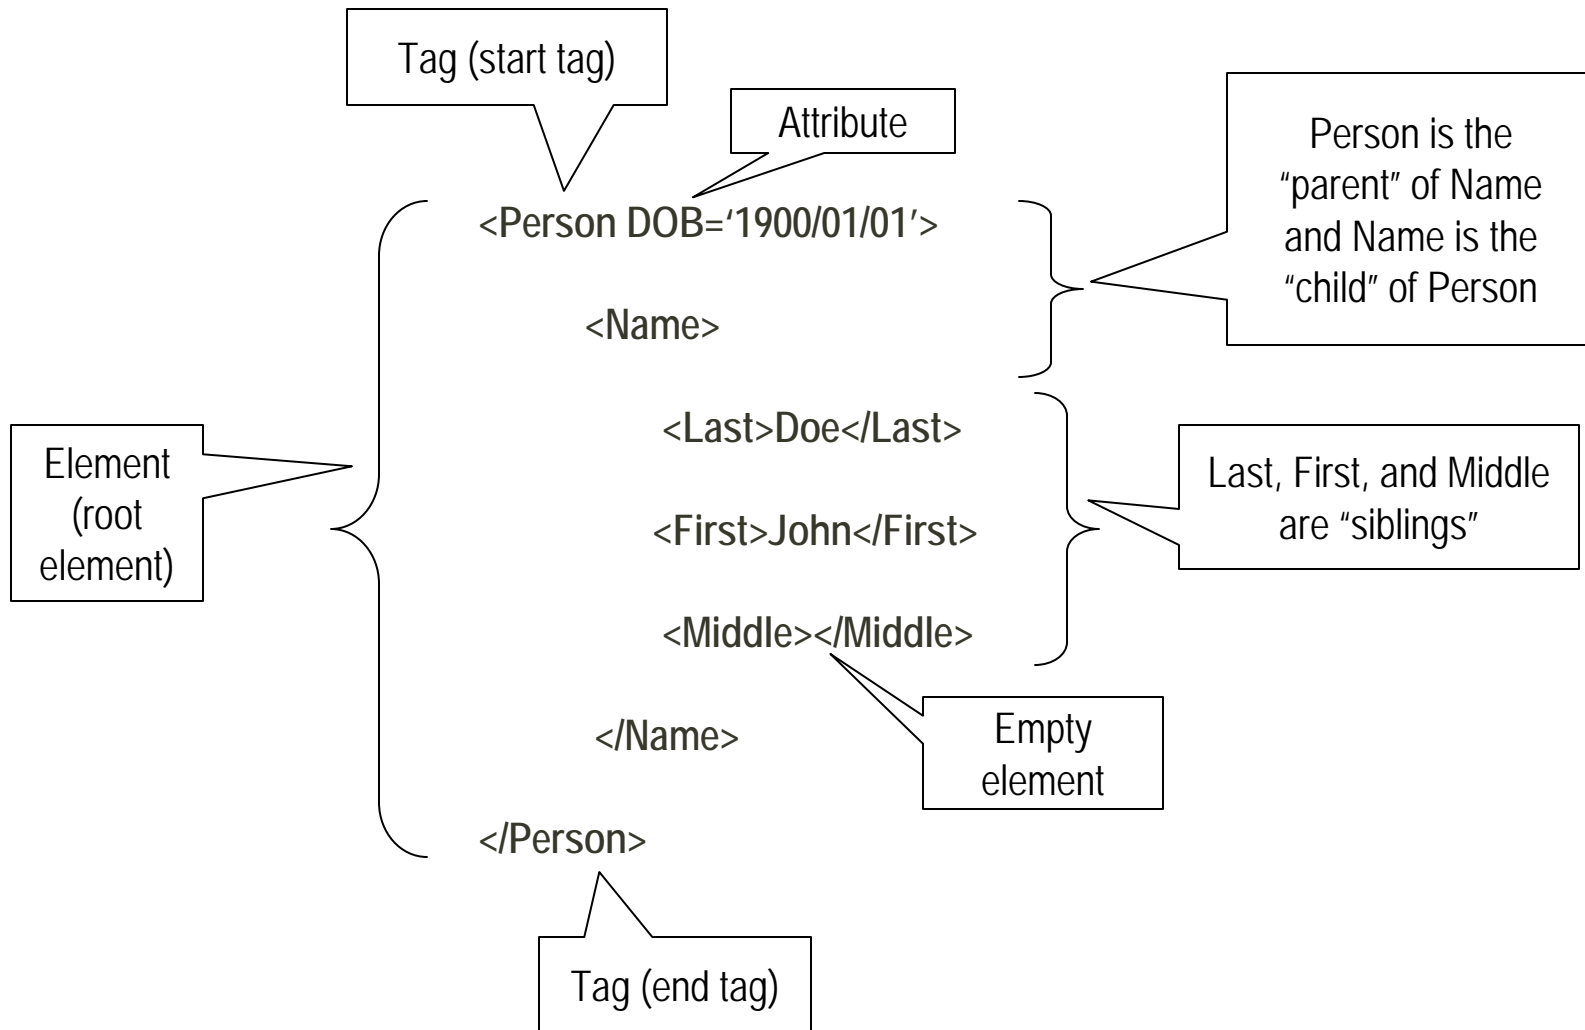 Tag (start tag)
Attribute
Person is the
“parent” of Name
and Name is the
“child” of Person
<Person DOB=‘1900/01/01’>
<Name>
<Last>Doe</Last>
Element
(root
element)
Last, First, and Middle
are “siblings”
<First>John</First>
<Middle></Middle>
Empty
element
</Name>
</Person>
Tag (end tag)